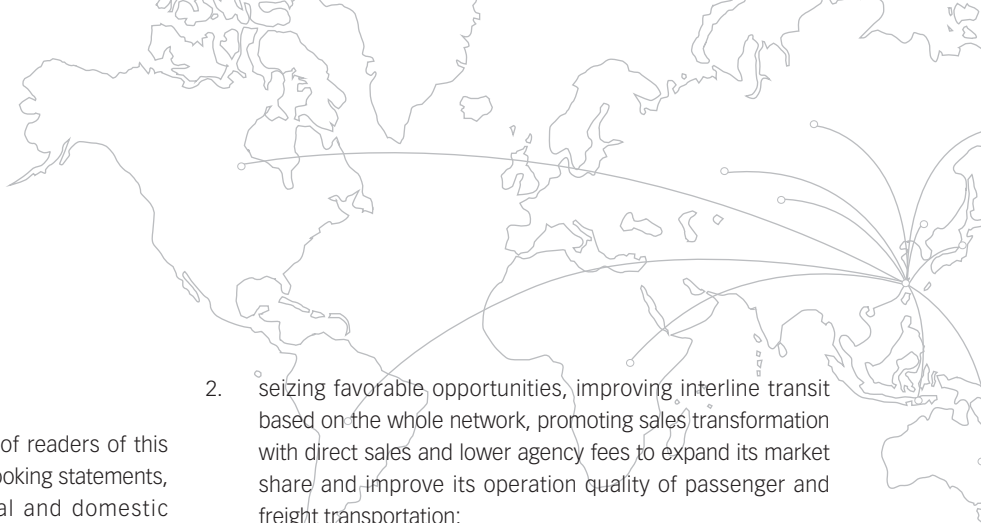 of readers of this
statements,
and domestic
2. seizing favorable opportunities, improving interline transit
based on the whole network, promoting sales transformation
with direct sales and lower agency fees to expand its market
share and improve its operation quality of passenger and
freight transportation;